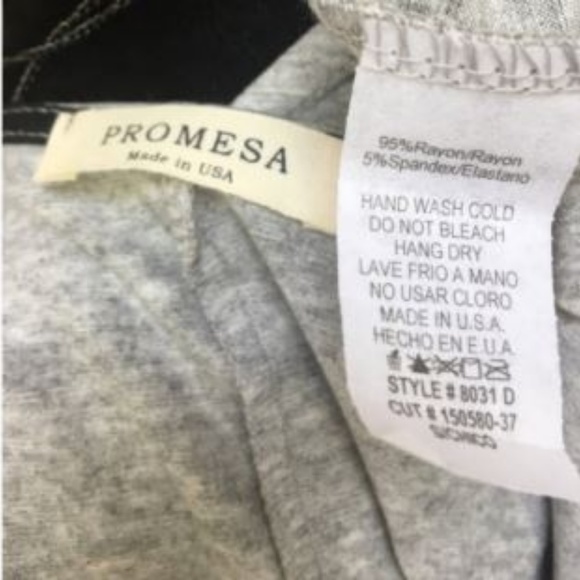 PROMESA
Made in USA
95%Rayon/Rayon
5%Spandex/Elastano
HAND WASH COLD
DO NOT BLEACH
HANG DRY
LAVE FRIO A MANO
NO USAR CLORO
MADE IN U.S.A.
HECHO EN E.U.A.
STYLE # 8031 D
CUT # 150580-37
S/CHICO